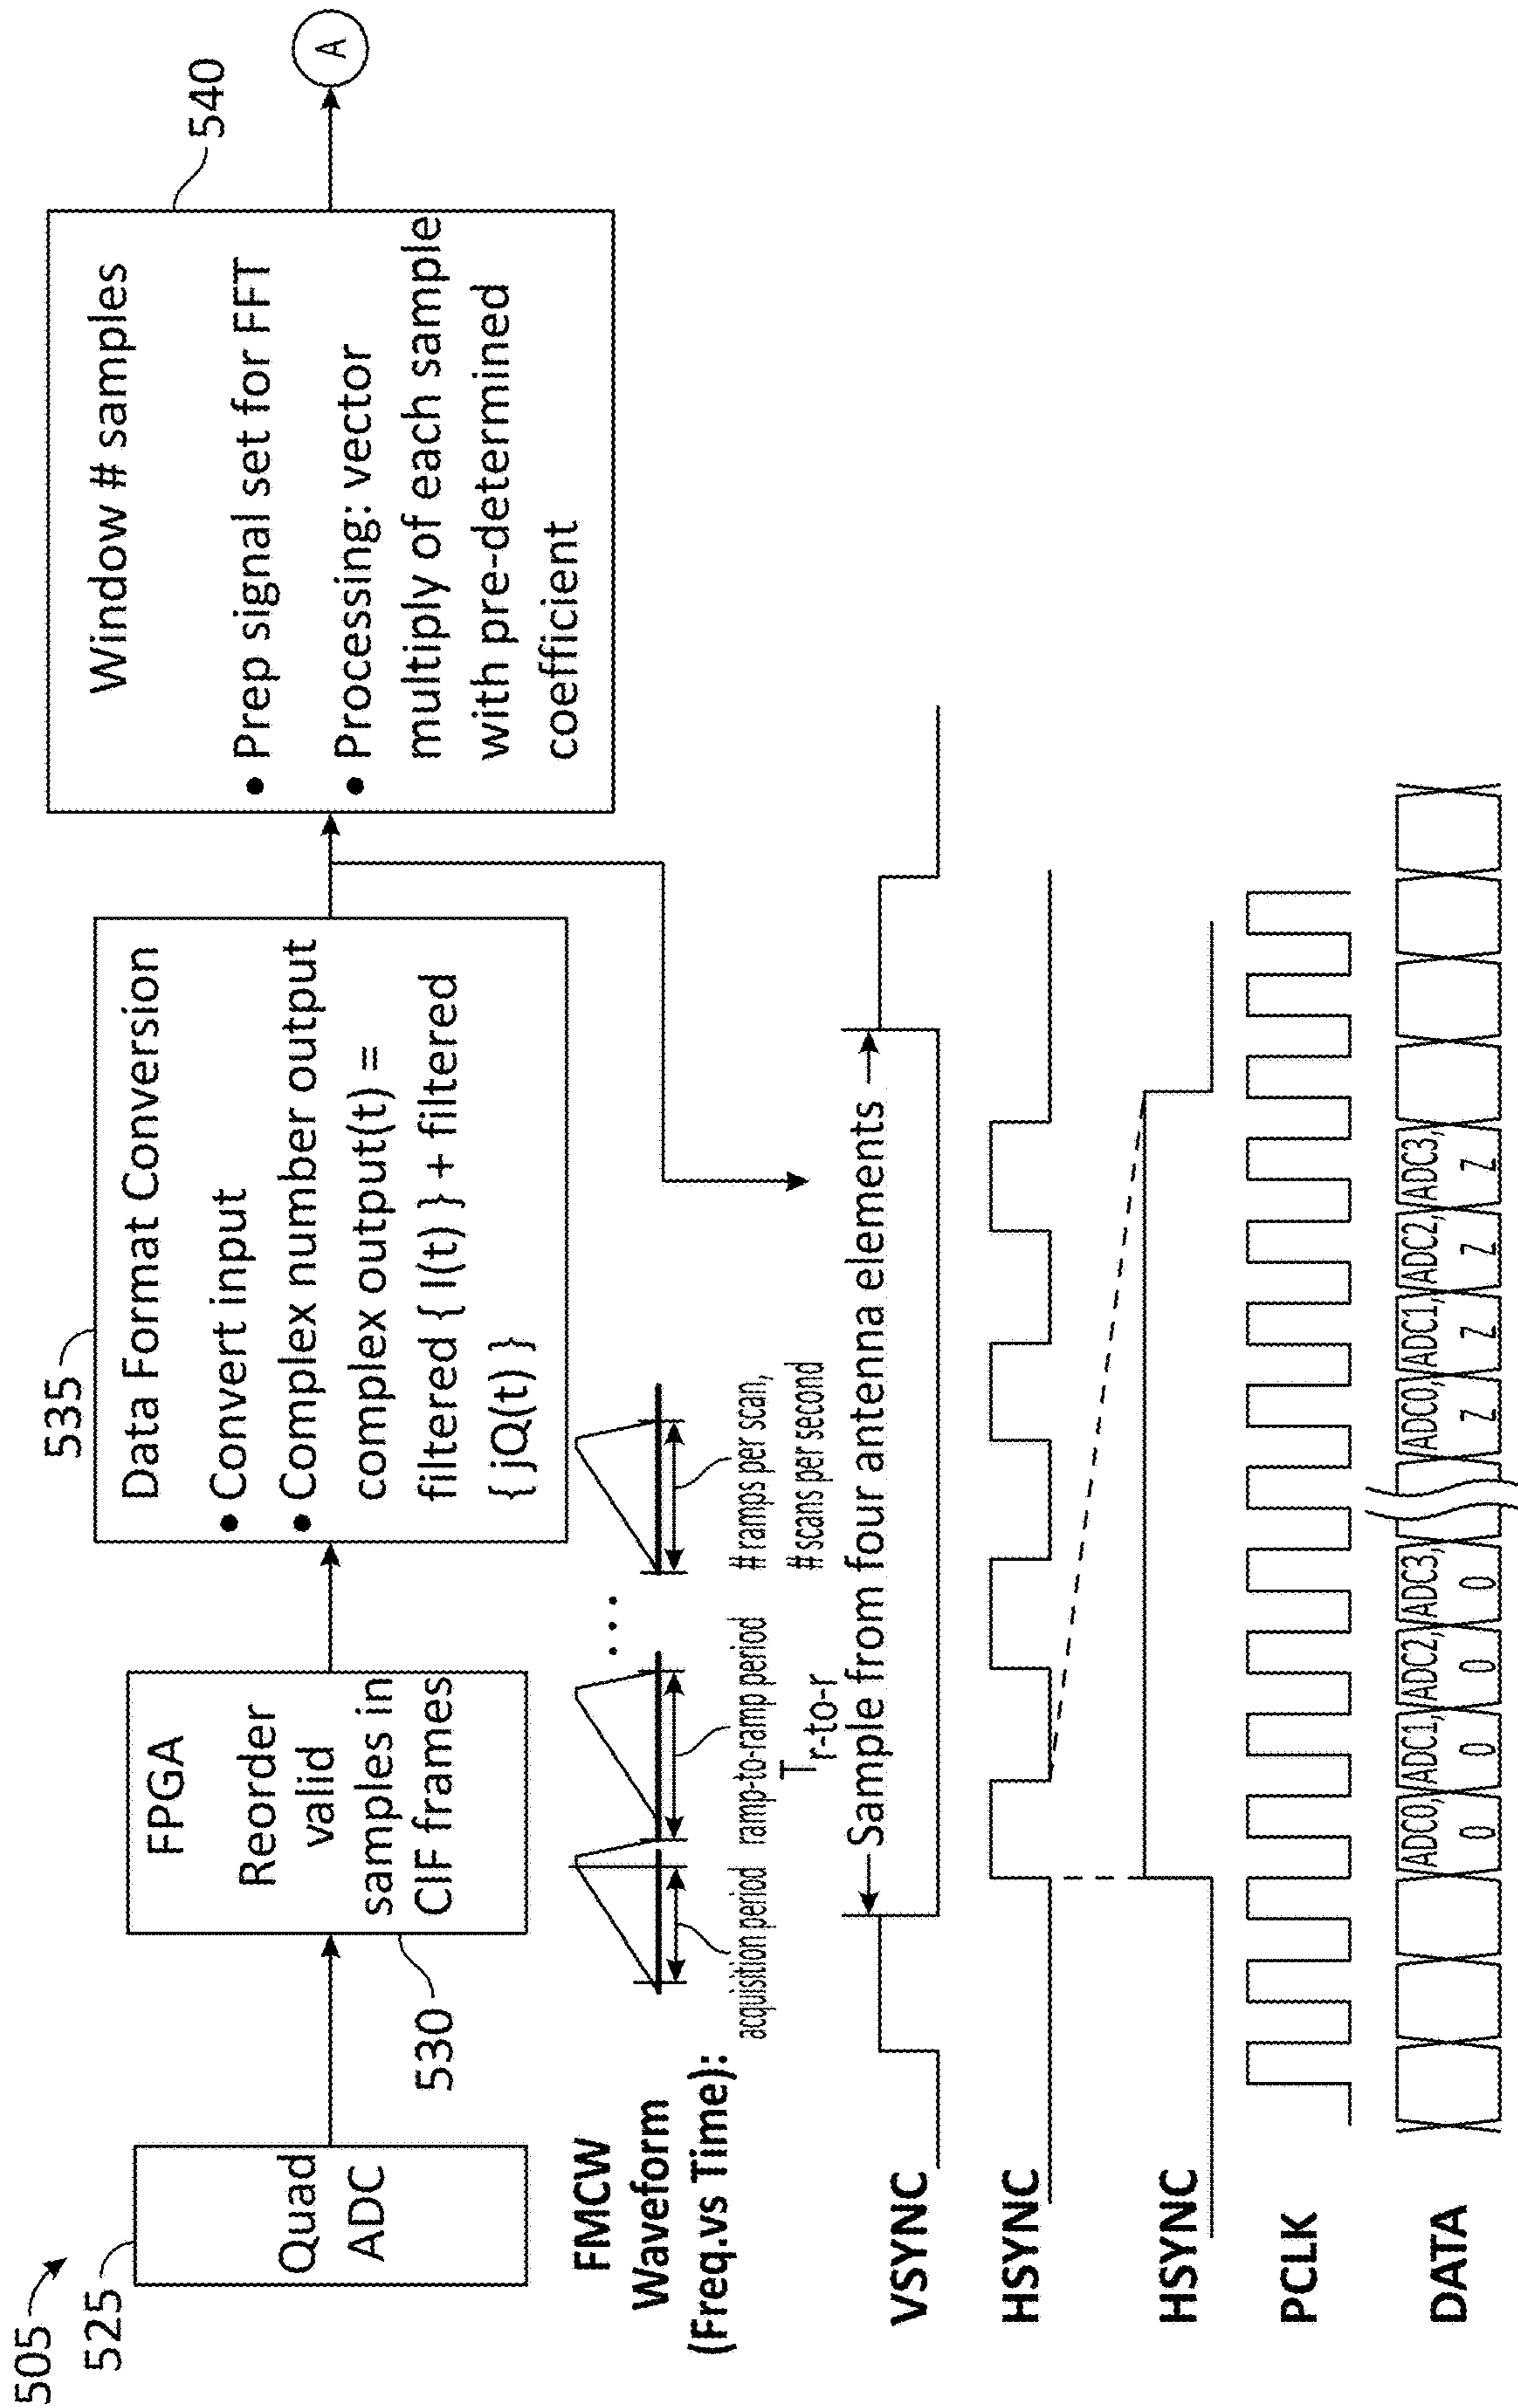 505
525
Quad
ADC
530
FPGA
Reorder
valid
samples in
CIF frames
535
Data Format Conversion
• Convert input
• Complex number output
complex output(t) =
filtered { I(t) } + filtered
{ jQ(t) }
540
Window # samples
• Prep signal set for FFT
• Processing: vector
multiply of each sample
with pre-determined
coefficient
A
FMCW
Waveform
(Freq.vs Time):
acquisition period
ramp-to-ramp period
T r-to-r
...
# ramps per scan,
# scans per second
VSYNC
Sample from four antenna elements
HSYNC
HSYNC
PCLK
DATA
ADC0, ADC1, ADC2, ADC3, ADC0, ADC1, ADC2, ADC3,
0 0 0 0 Z Z Z Z